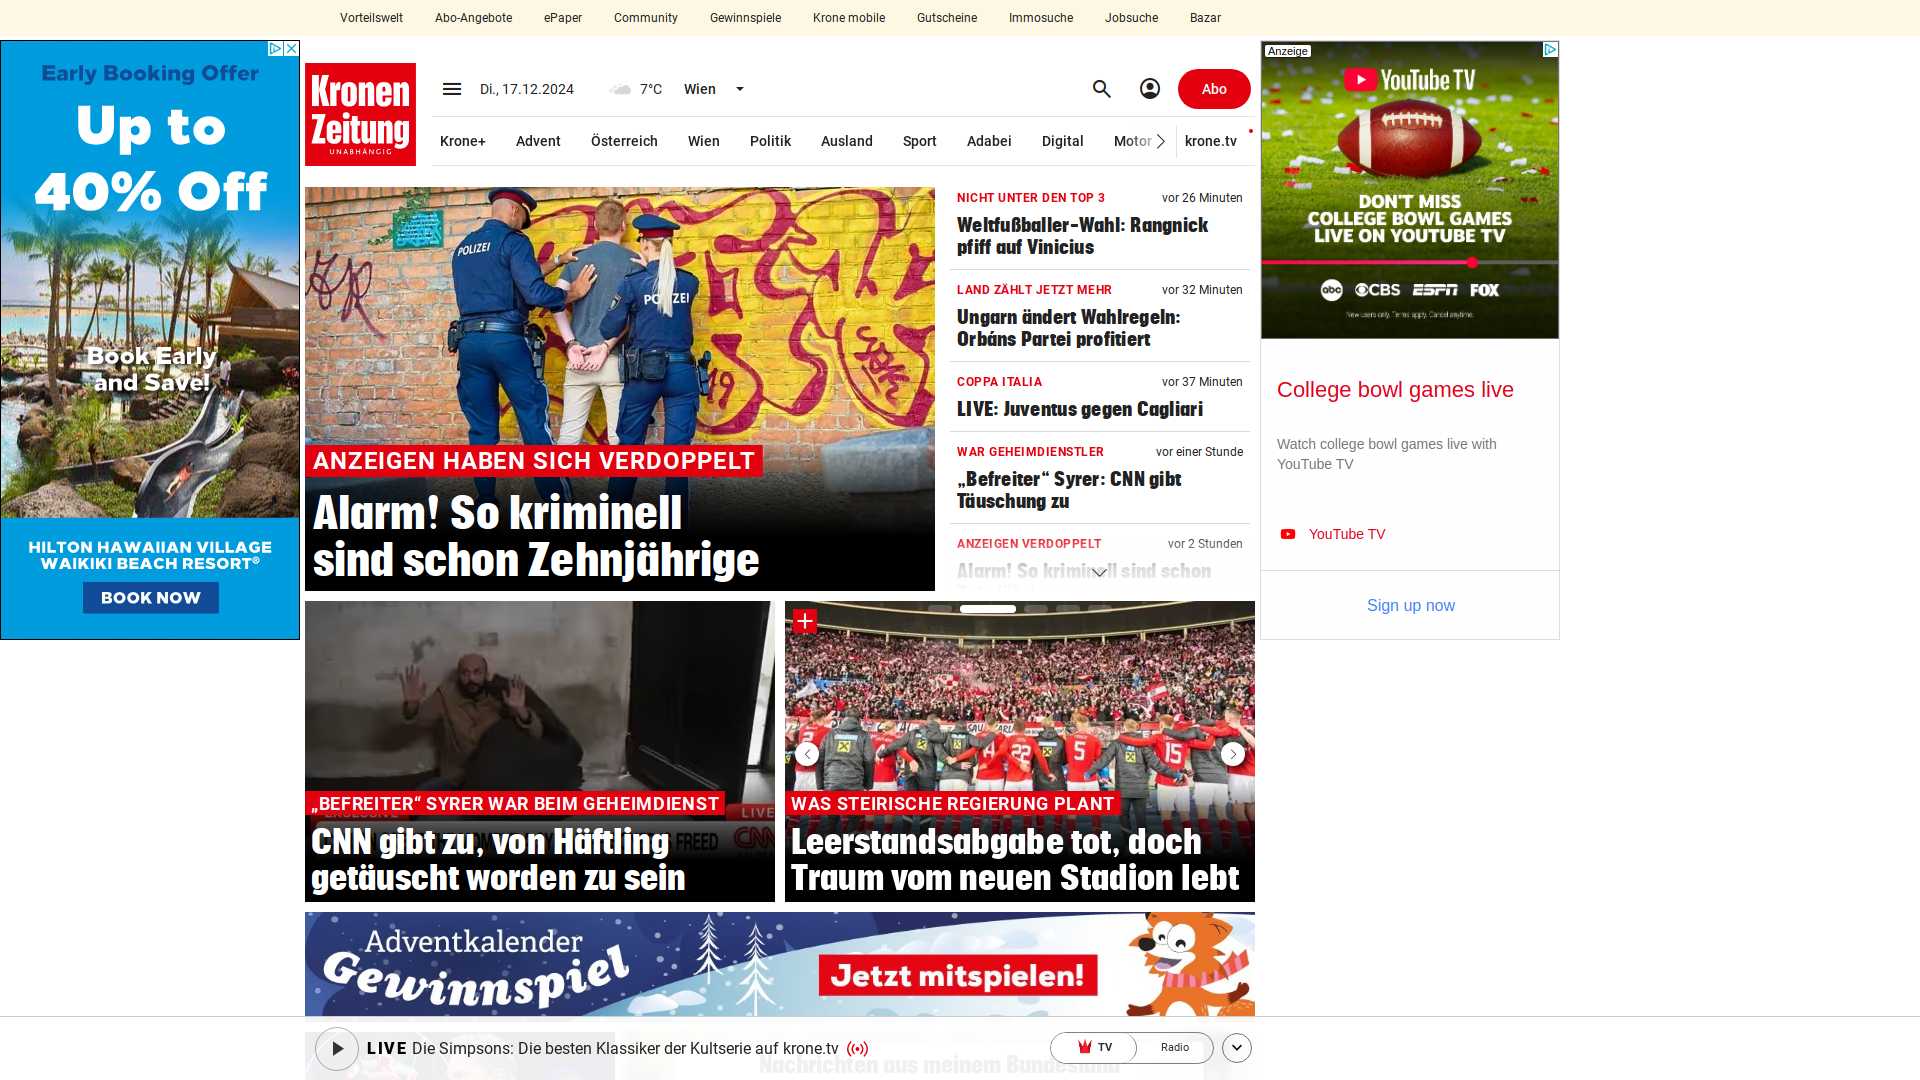 Vorteilswelt Abo-Angebote ePaper Community Gewinnspiele Krone mobile Gutscheine Immosuche Jobsuche Bazar
Early Booking Offer
Up to
40% Off
Book Early
and Save!
HILTON HAWAIIAN VILLAGE
WAIKIKI BEACH RESORT®
BOOK NOW
Kronen
Zeitung
UNABHÄNGIG
Di., 17.12.2024 7°C Wien Abo
Krone+ Advent Österreich Wien Politik Ausland Sport Adabei Digital Motor krone.tv
POLIZEI
POLIZEI
ANZEIGEN HABEN SICH VERDOPPELT
Alarm! So kriminell
sind schon Zehnjährige
NICHT UNTER DEN TOP 3 vor 26 Minuten
Weltfußballer-Wahl: Rangnick
pfiff auf Vinicius
LAND ZÄHLT JETZT MEHR vor 32 Minuten
Ungarn ändert Wahlregeln:
Orbáns Partei profitiert
COPPA ITALIA vor 37 Minuten
LIVE: Juventus gegen Cagliari
WAR GEHEIMDIENSTLER vor einer Stunde
„Befreiter“ Syrer: CNN gibt
Täuschung zu
ANZEIGEN VERDOPPELT vor 2 Stunden
Alarm! So kriminell sind schon
LIVE
FREED
CNN
„BEFREITER“ SYRER WAR BEIM GEHEIMDIENST
CNN gibt zu, von Häftling
getäuscht worden zu sein
22 5 15
WAS STEIRISCHE REGIERUNG PLANT
Leerstandsabgabe tot, doch
Traum vom neuen Stadion lebt
Adventkalender
Gewinnspiel
Jetzt mitspielen!
LIVE Die Simpsons: Die besten Klassiker der Kultserie auf krone.tv TV Radio
Nachrichten aus meinem Bundesland
Anzeige
YouTube TV
DON'T MISS
COLLEGE BOWL GAMES
LIVE ON YOUTUBE TV
abc CBS ESPN FOX
New users only. Terms apply. Cancel anytime.
College bowl games live
Watch college bowl games live with
YouTube TV
YouTube TV
Sign up now